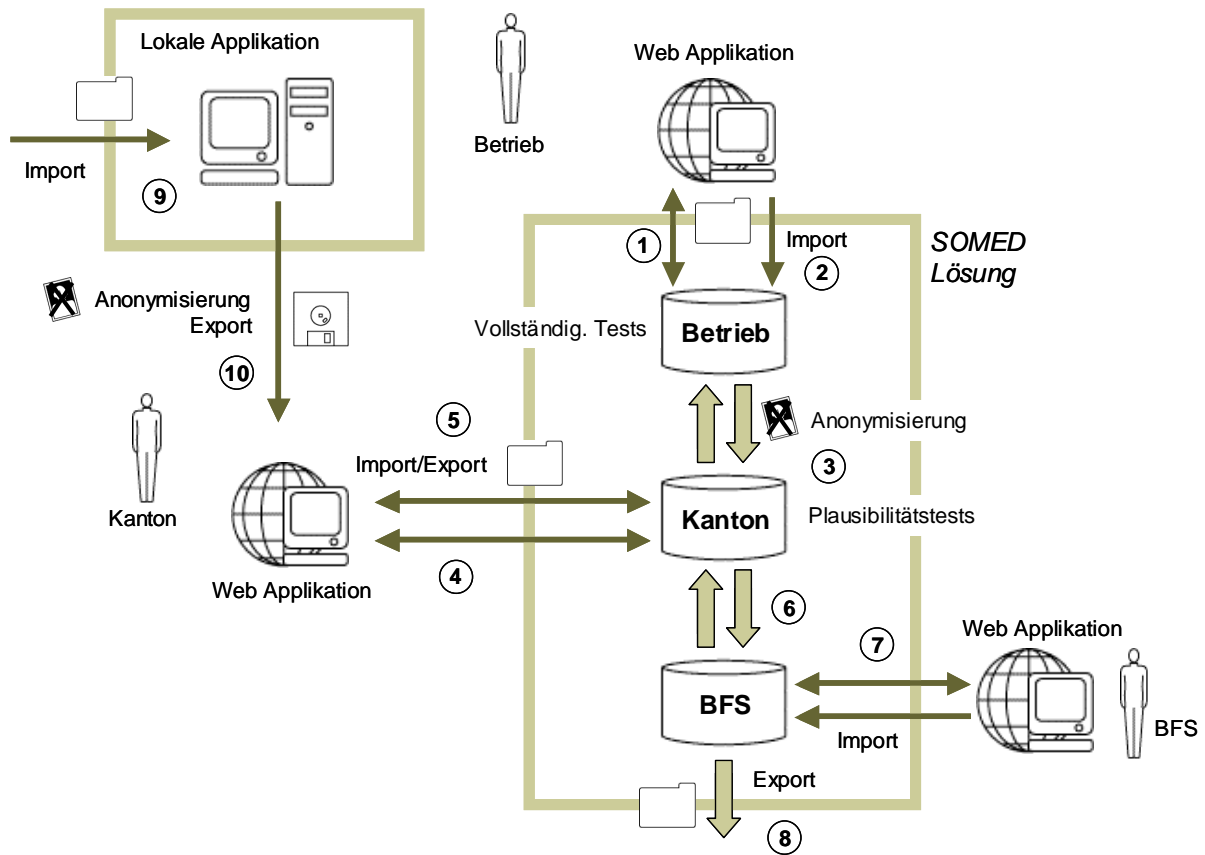 Lokale Applikation
Import
9
Betrieb
Web Applikation
1
Import
2
SOMED
Lösung
Anonymisierung
Export
10
Vollständig. Tests
Betrieb
Anonymisierung
3
5
Import/Export
Kanton
Kanton
Plausibilitätstests
4
Web Applikation
6
7
Web Applikation
BFS
Import
BFS
Export
8